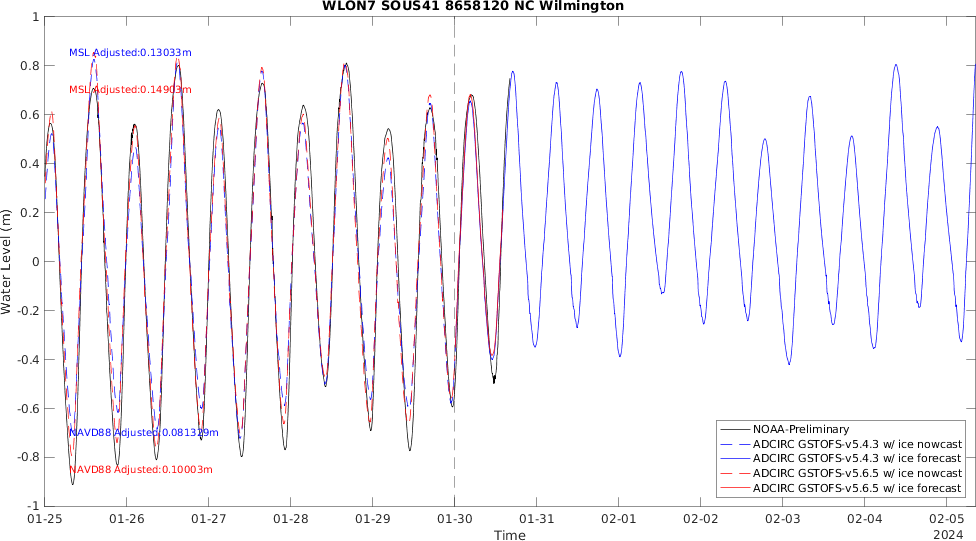 WLON7 SOUS41 8658120 NC Wilmington
1
0.8
0.6
0.4
0.2
0
-0.2
-0.4
-0.6
-0.8
-1
Water Level (m)
MSL Adjusted:0.13033m
MSL Adjusted:0.14903m
NAVD88 Adjusted:0.081329m
NAVD88 Adjusted:0.10003m
NOAA-Preliminary
ADCIRC GSTOFS-v5.4.3 w/ ice nowcast
ADCIRC GSTOFS-v5.4.3 w/ ice forecast
ADCIRC GSTOFS-v5.6.5 w/ ice nowcast
ADCIRC GSTOFS-v5.6.5 w/ ice forecast
01-25 01-26 01-27 01-28 01-29 01-30 01-31 02-01 02-02 02-03 02-04 02-05
2024
Time